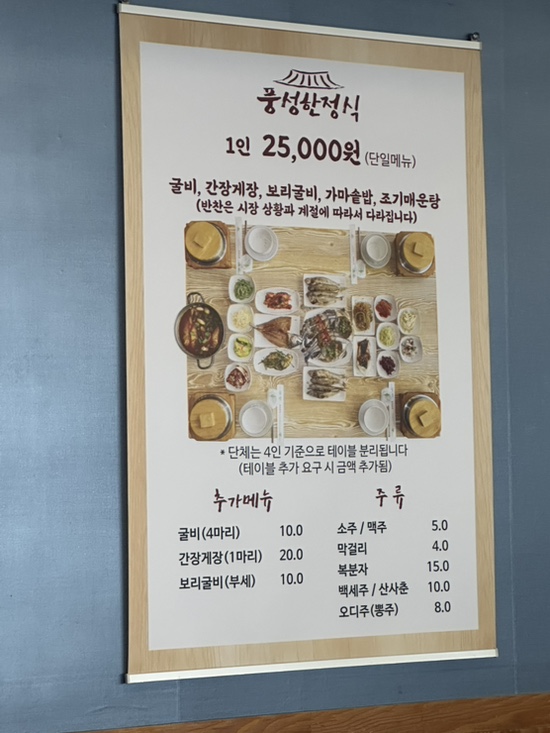 풍성한정식
1인 25,000원 (단일메뉴)
굴비, 간장게장, 보리굴비, 가마솥밥, 조기매운탕
(반찬은 시장 상황과 계절에 따라서 다라집니다)
* 단체는 4인 기준으로 테이블 분리됩니다
(테이블 추가 요구 시 금액 추가됨)
추가메뉴
굴비(4마리) 10.0
간장게장(1마리) 20.0
보리굴비(부세) 10.0
주류
소주 / 맥주 5.0
막걸리 4.0
복분자 15.0
백세주 / 산사춘 10.0
오디주(뽕주) 8.0